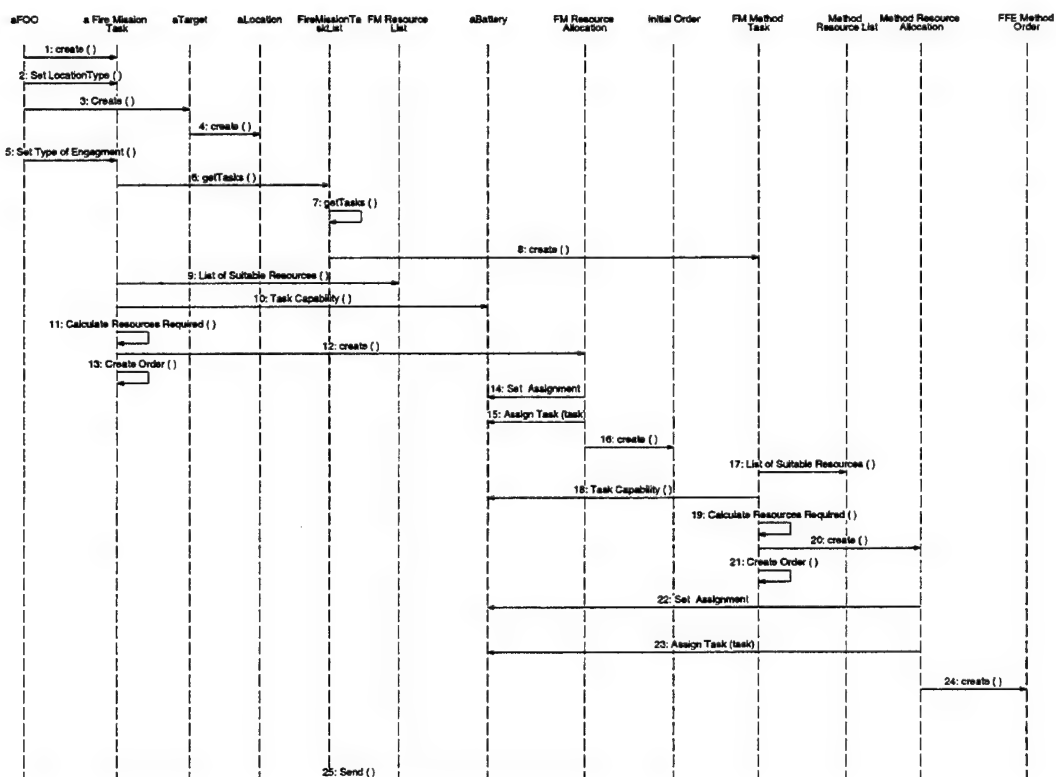 aFOO
a Fire Mission
Task
aTarget
aLocation
FireMissionTa
skList
FM Resource
List
aBattery
FM Resource
Allocation
Initial Order
FM Method
Task
Method
Resource List
Method Resource
Allocation
FFE Method
Order
1: create ( )
2: Set LocationType ( )
3: Create ( )
4: create ( )
5: Set Type of Engagment ( )
6: getTasks ( )
7: getTasks ( )
8: create ( )
9: List of Suitable Resources ( )
10: Task Capability ( )
11: Calculate Resources Required ( )
12: create ( )
13: Create Order ( )
14: Set Assignment
15: Assign Task (task)
16: create ( )
17: List of Suitable Resources ( )
18: Task Capability ( )
19: Calculate Resources Required ( )
20: create ( )
21: Create Order ( )
22: Set Assignment
23: Assign Task (task)
24: create ( )
25: Send ( )